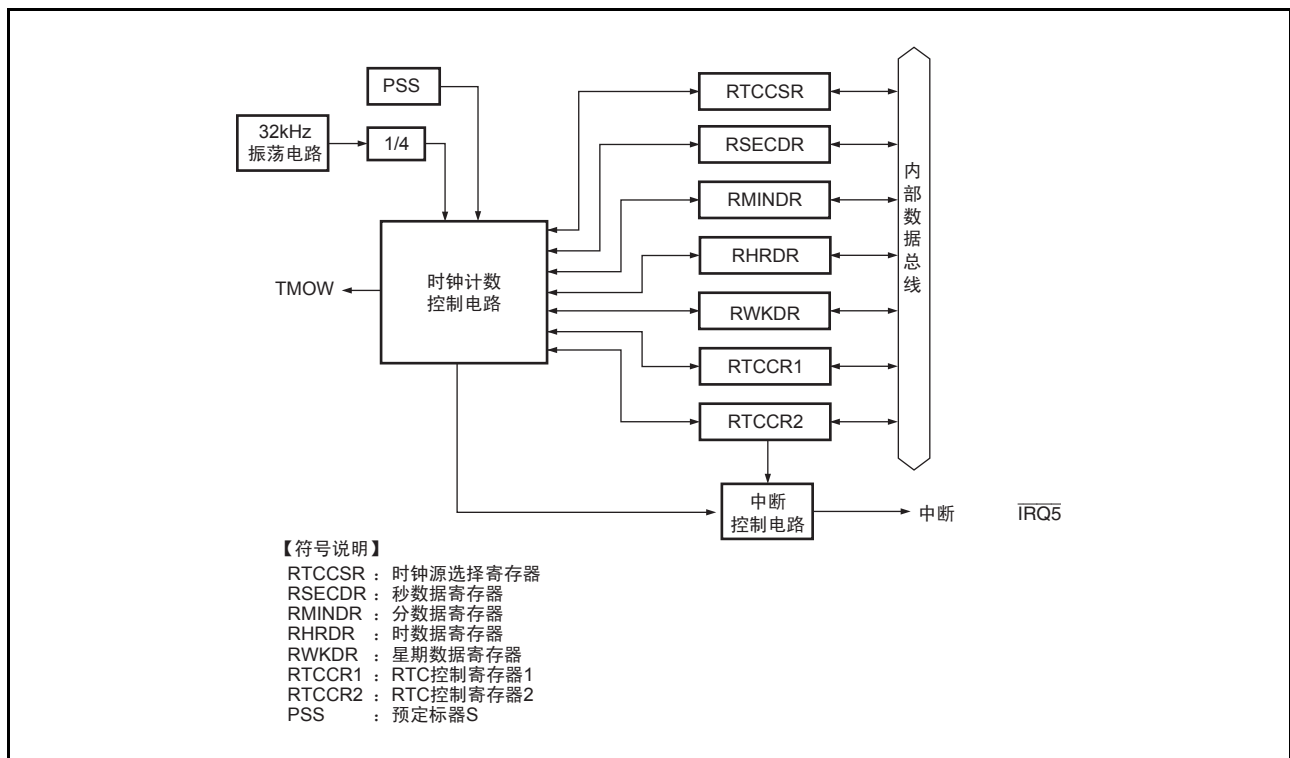 PSS
32kHz
振荡电路
1/4
时钟计数
控制电路
TMOW
RTCCSR
RSECDR
RMINDR
RHRDR
RWKDR
RTCCR1
RTCCR2
内部数据总线
中断
控制电路
中断
IRQ5
【符号说明】
RTCCSR : 时钟源选择寄存器
RSECDR : 秒数据寄存器
RMINDR : 分数据寄存器
RHRDR : 时数据寄存器
RWKDR : 星期数据寄存器
RTCCR1 : RTC控制寄存器1
RTCCR2 : RTC控制寄存器2
PSS : 预定标器S